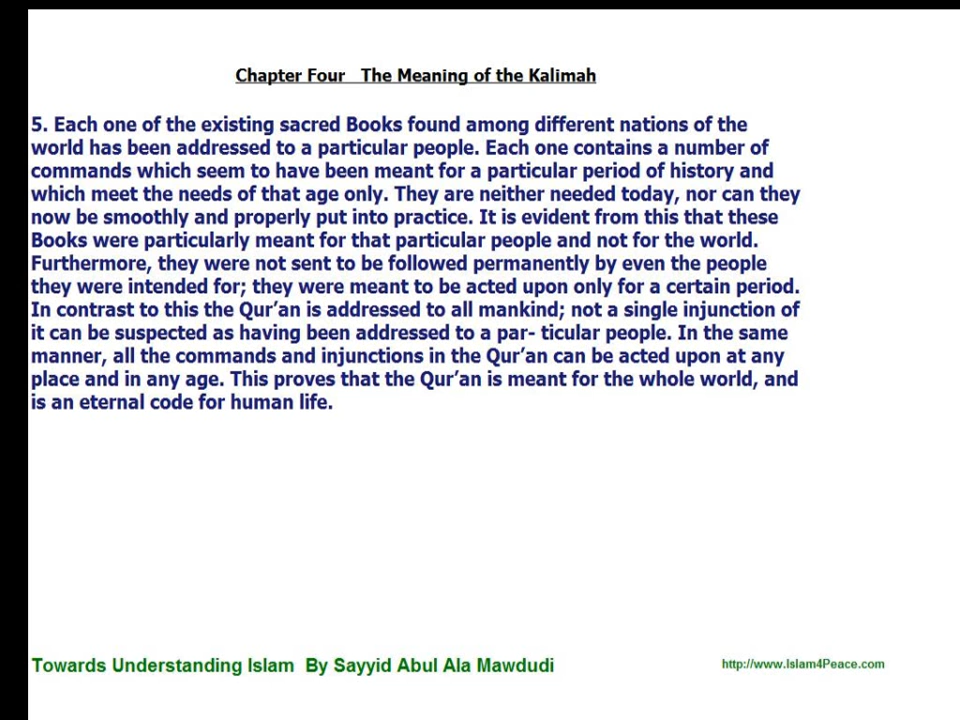 Chapter Four   The Meaning of the Kalimah
5. Each one of the existing sacred Books found among different nations of the
world has been addressed to a particular people. Each one contains a number of
commands which seem to have been meant for a particular period of history and
which meet the needs of that age only. They are neither needed today, nor can they
now be smoothly and properly put into practice. It is evident from this that these
Books were particularly meant for that particular people and not for the world.
Furthermore, they were not sent to be followed permanently by even the people
they were intended for; they were meant to be acted upon only for a certain period.
In contrast to this the Qur’an is addressed to all mankind; not a single injunction of
it can be suspected as having been addressed to a par- ticular people. In the same
manner, all the commands and injunctions in the Qur’an can be acted upon at any
place and in any age. This proves that the Qur’an is meant for the whole world, and
is an eternal code for human life.
Towards Understanding Islam  By Sayyid Abul Ala Mawdudi
http://www.Islam4Peace.com